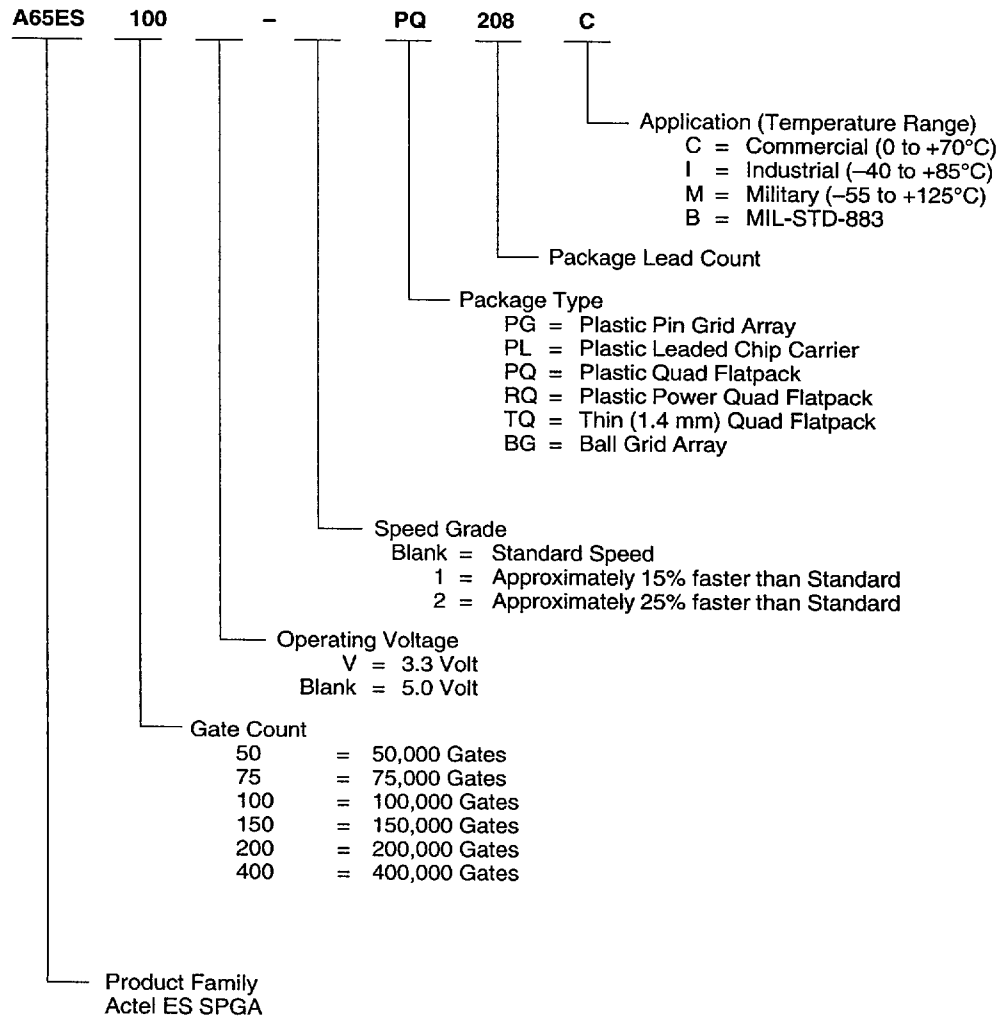 A65ES 100 – PQ 208 C
Application (Temperature Range)
C = Commercial (0 to +70°C)
I = Industrial (–40 to +85°C)
M = Military (–55 to +125°C)
B = MIL-STD-883
Package Lead Count
Package Type
PG = Plastic Pin Grid Array
PL = Plastic Leaded Chip Carrier
PQ = Plastic Quad Flatpack
RQ = Plastic Power Quad Flatpack
TQ = Thin (1.4 mm) Quad Flatpack
BG = Ball Grid Array
Speed Grade
Blank = Standard Speed
1 = Approximately 15% faster than Standard
2 = Approximately 25% faster than Standard
Operating Voltage
V = 3.3 Volt
Blank = 5.0 Volt
Gate Count
50 = 50,000 Gates
75 = 75,000 Gates
100 = 100,000 Gates
150 = 150,000 Gates
200 = 200,000 Gates
400 = 400,000 Gates
Product Family
Actel ES SPGA